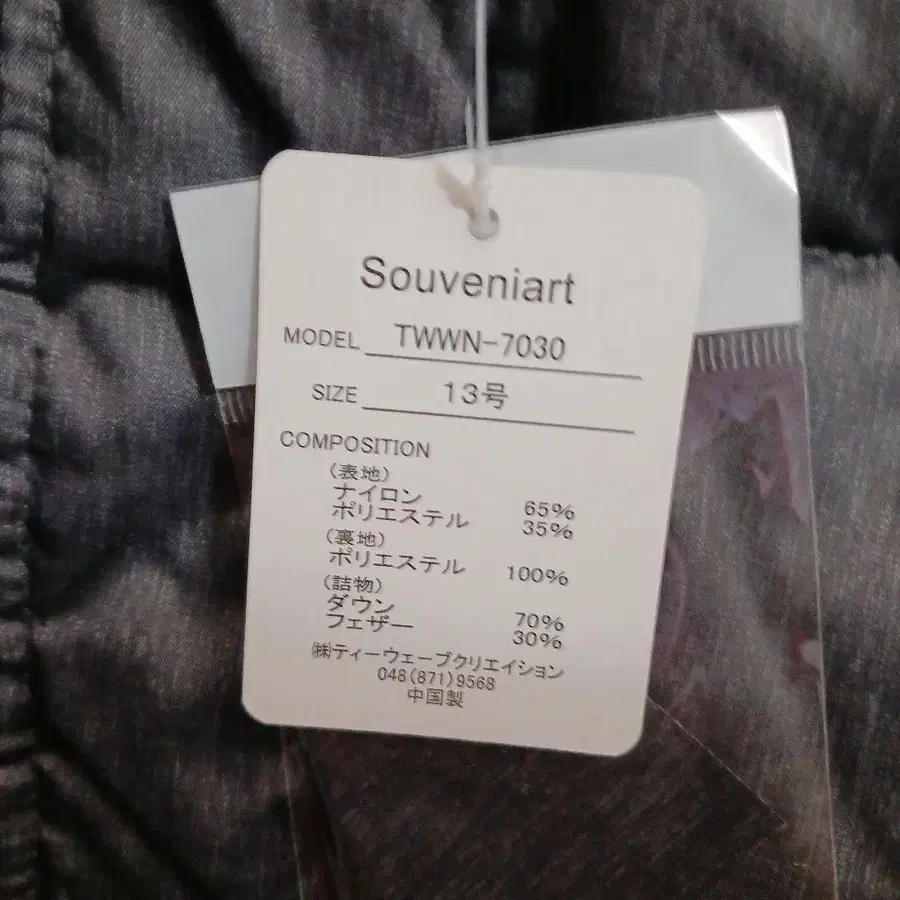 Souveniart
MODEL TWWN-7030
SIZE 13号
COMPOSITION
(表地)
ナイロン 65%
ポリエステル 35%
(裏地)
ポリエステル 100%
(詰物)
ダウン 70%
フェザー 30%
㈱ティーウェーブクリエイション
048(871)9568
中国製